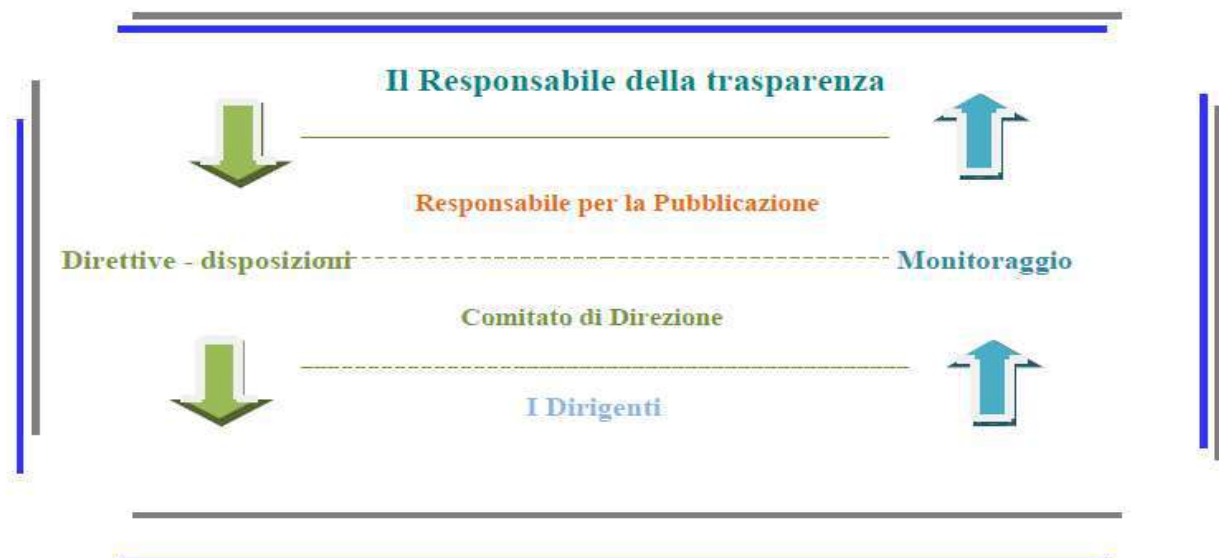 Il Responsabile della trasparenza
Responsabile per la Pubblicazione
Direttive - disposizioni
Monitoraggio
Comitato di Direzione
I Dirigenti